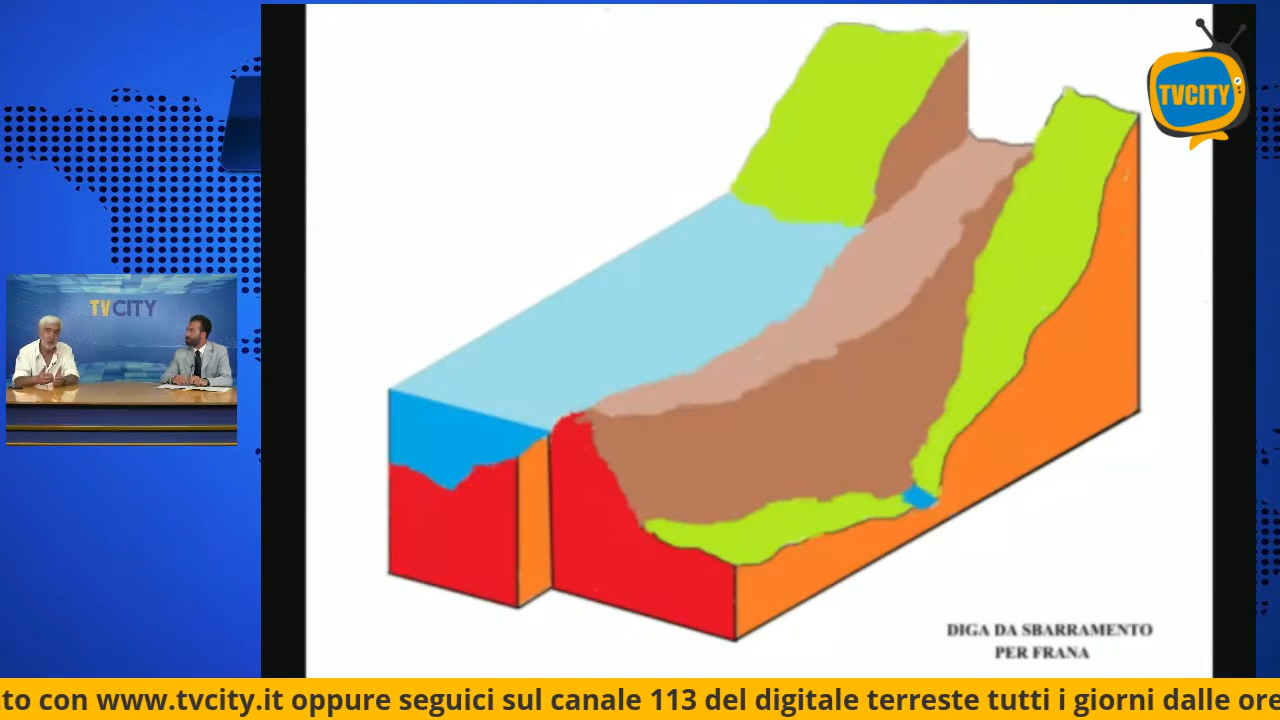 TVCITY
TVCITY
DIGA DA SBARRAMENTO
PER FRANA
to con www.tvcity.it oppure seguici sul canale 113 del digitale terreste tutti i giorni dalle ore